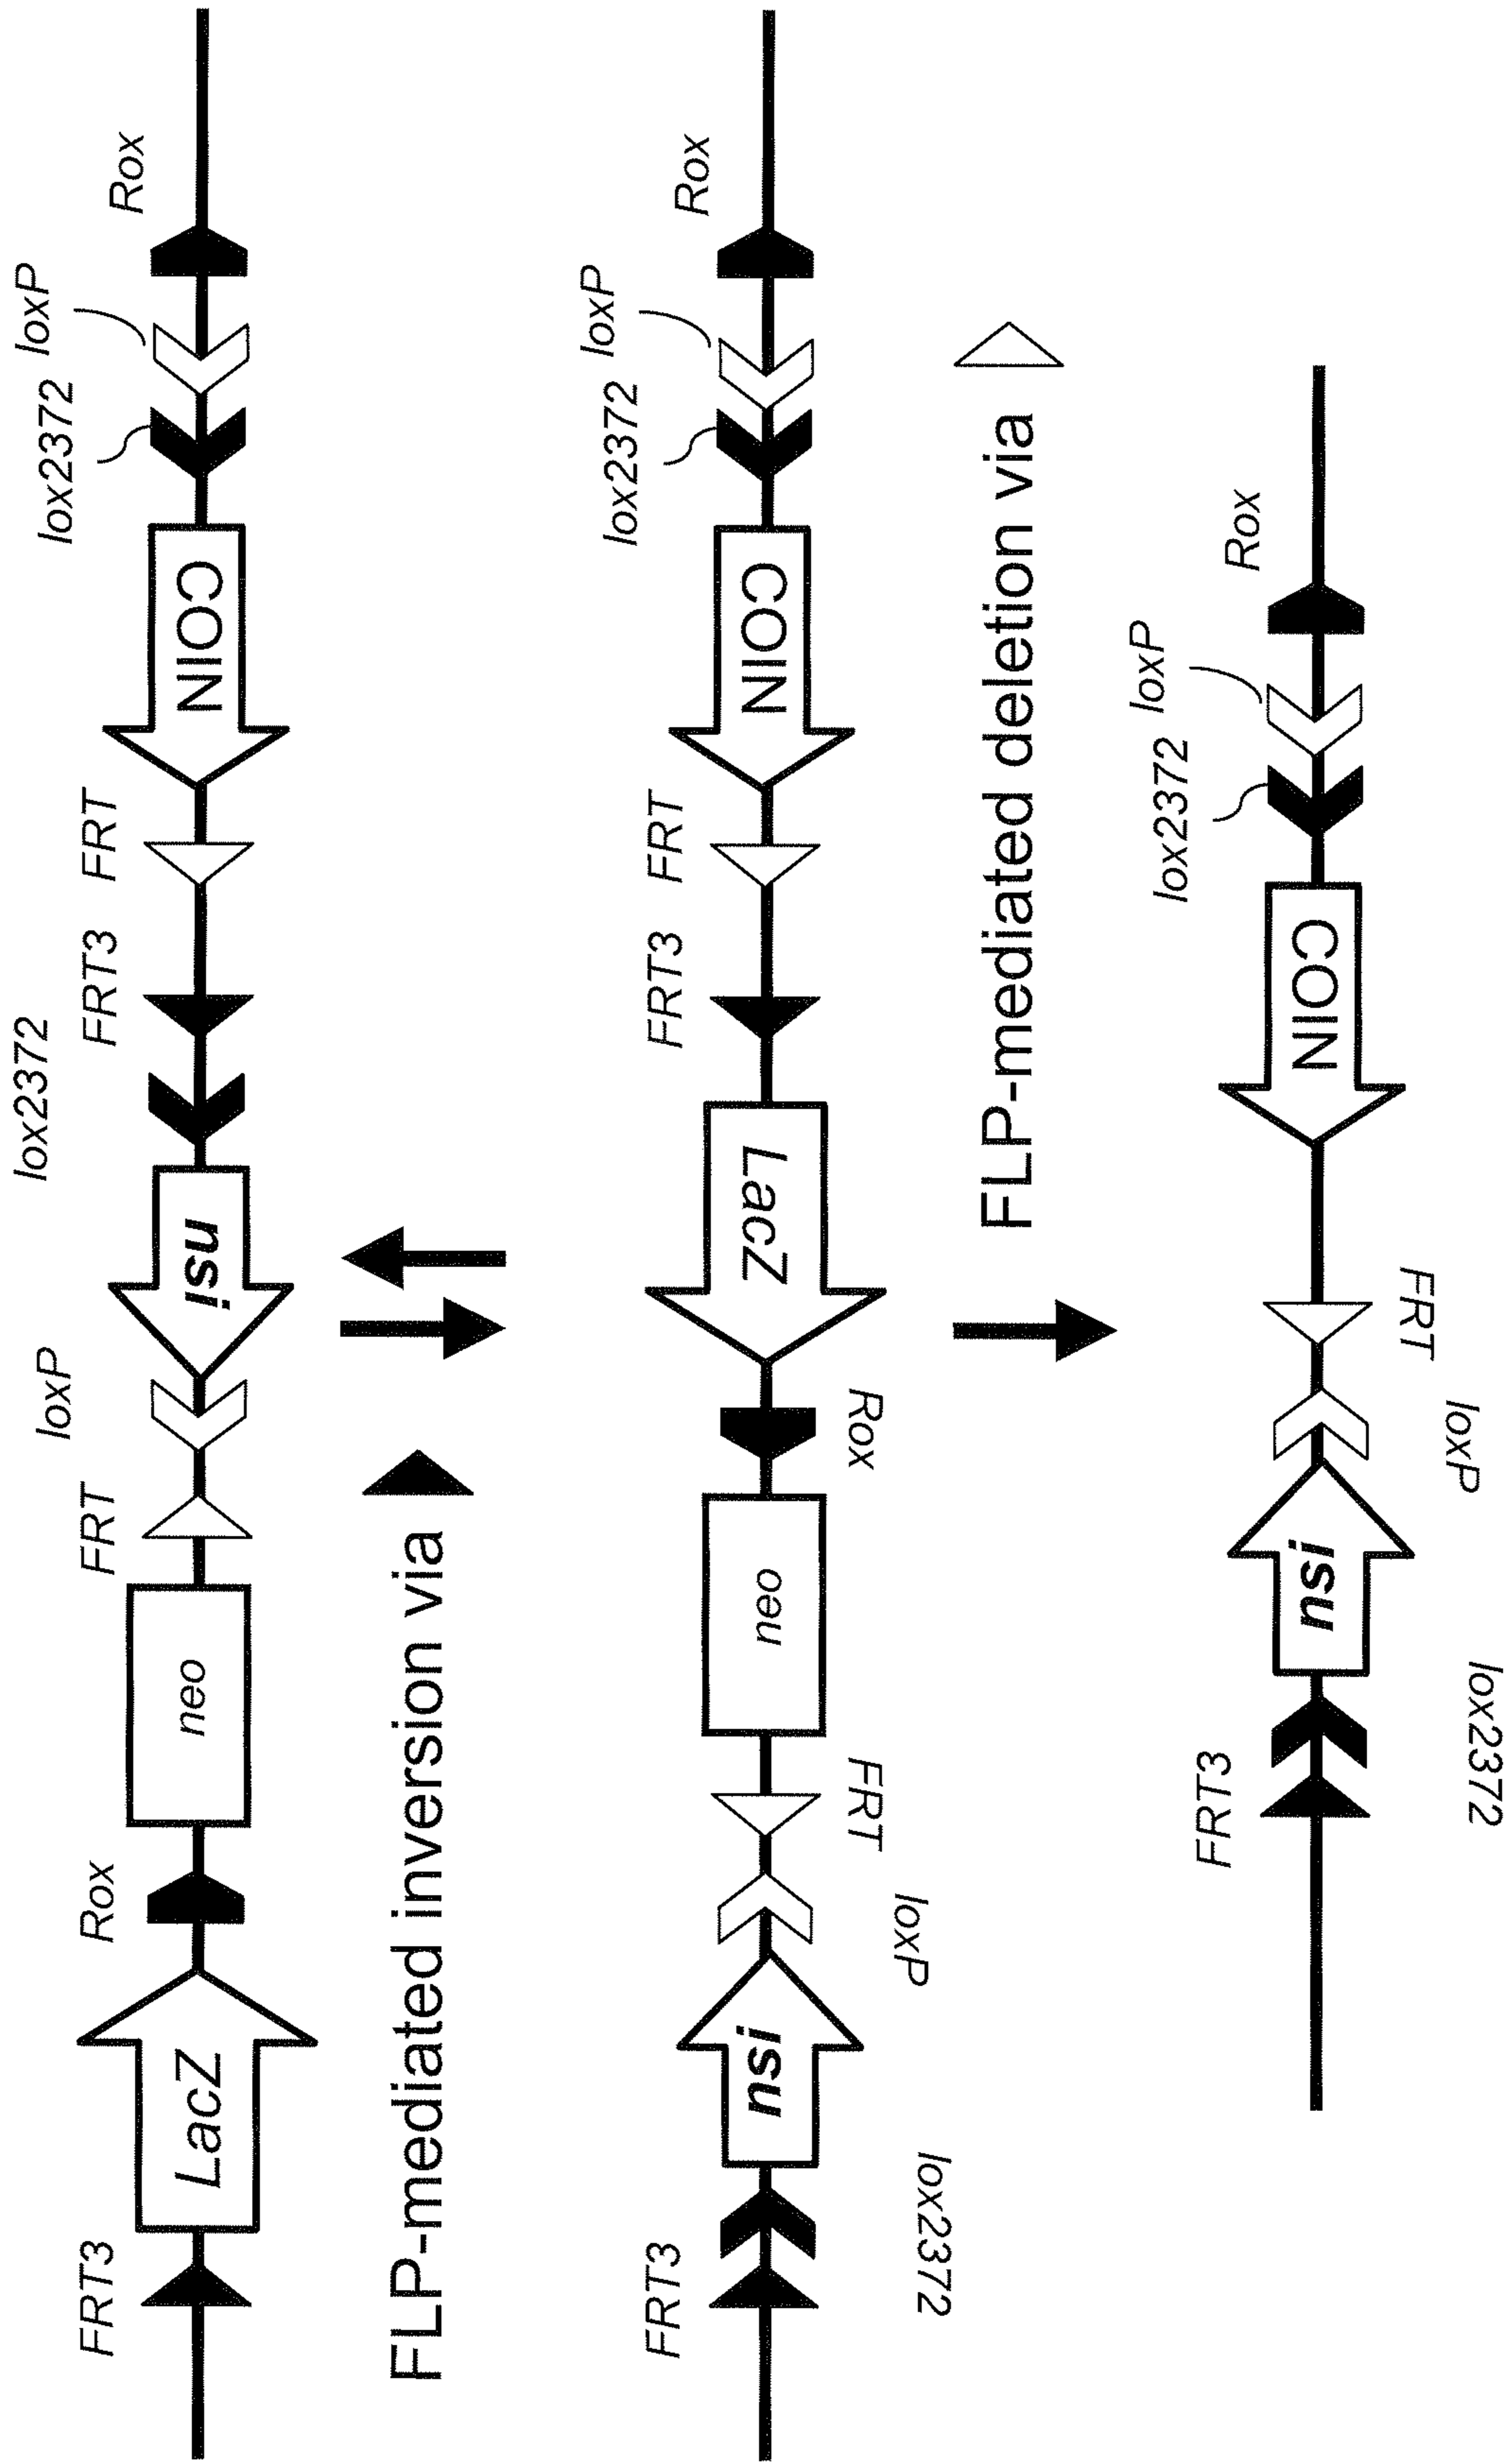 FRT3
LacZ
Rox
neo
FRT
loxP
nsi
lox2372
FRT3
FRT
COIN
lox2372
loxP
Rox
FLP-mediated inversion via
FRT3
lox2372
nsi
loxP
FRT
neo
Rox
LacZ
FRT3
FRT
COIN
lox2372
loxP
Rox
FLP-mediated deletion via
FRT3
lox2372
nsi
loxP
FRT
COIN
lox2372
loxP
Rox